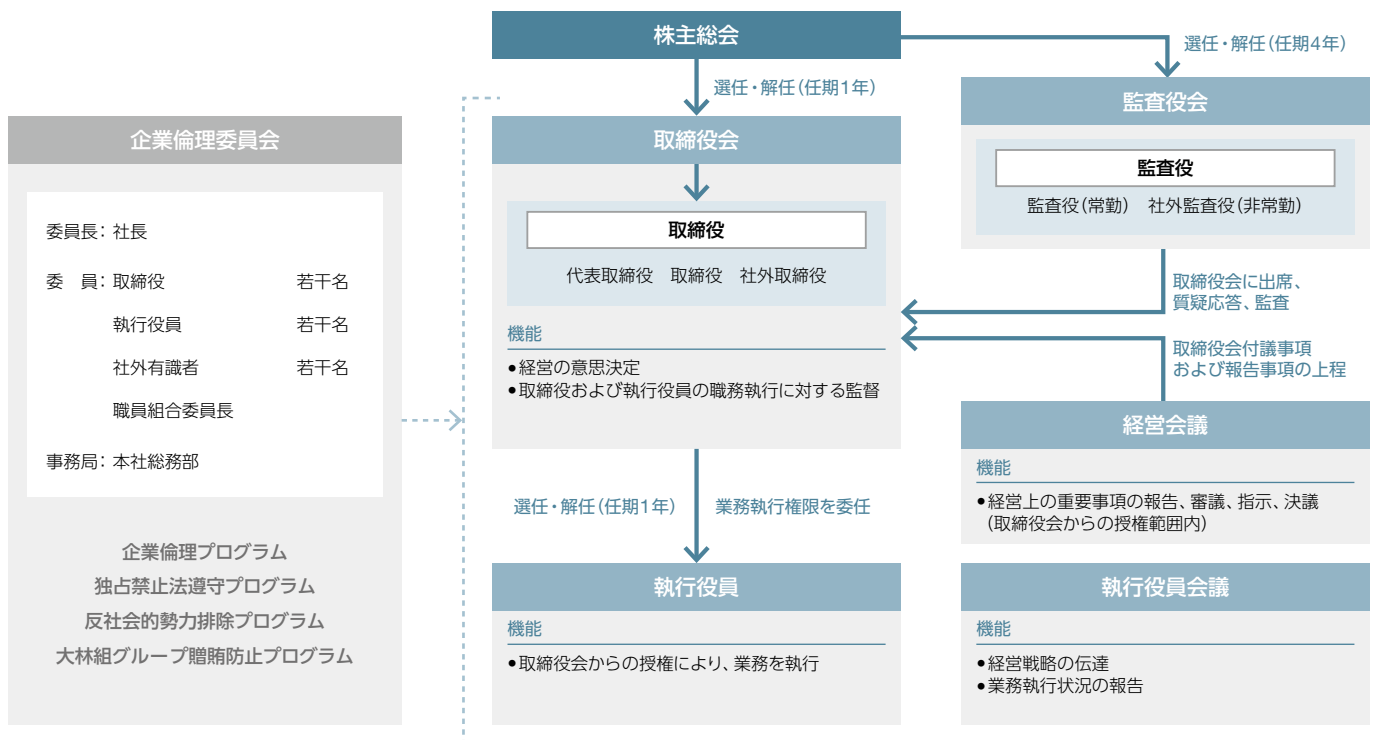 株主総会
選任・解任（任期1年）
選任・解任（任期4年）
企業倫理委員会
委員長：社長
委　員：取締役　若干名
執行役員　若干名
社外有識者　若干名
職員組合委員長
事務局：本社総務部
企業倫理プログラム
独占禁止法遵守プログラム
反社会的勢力排除プログラム
大林組グループ贈賄防止プログラム
取締役会
取締役
代表取締役　取締役　社外取締役
機能
●経営の意思決定
●取締役および執行役員の職務執行に対する監督
選任・解任（任期1年）
業務執行権限を委任
執行役員
機能
●取締役会からの授権により、業務を執行
監査役会
監査役
監査役（常勤）　社外監査役（非常勤）
取締役会に出席、
質疑応答、監査
取締役会付議事項
および報告事項の上程
経営会議
機能
●経営上の重要事項の報告、審議、指示、決議
（取締役会からの授権範囲内）
執行役員会議
機能
●経営戦略の伝達
●業務執行状況の報告